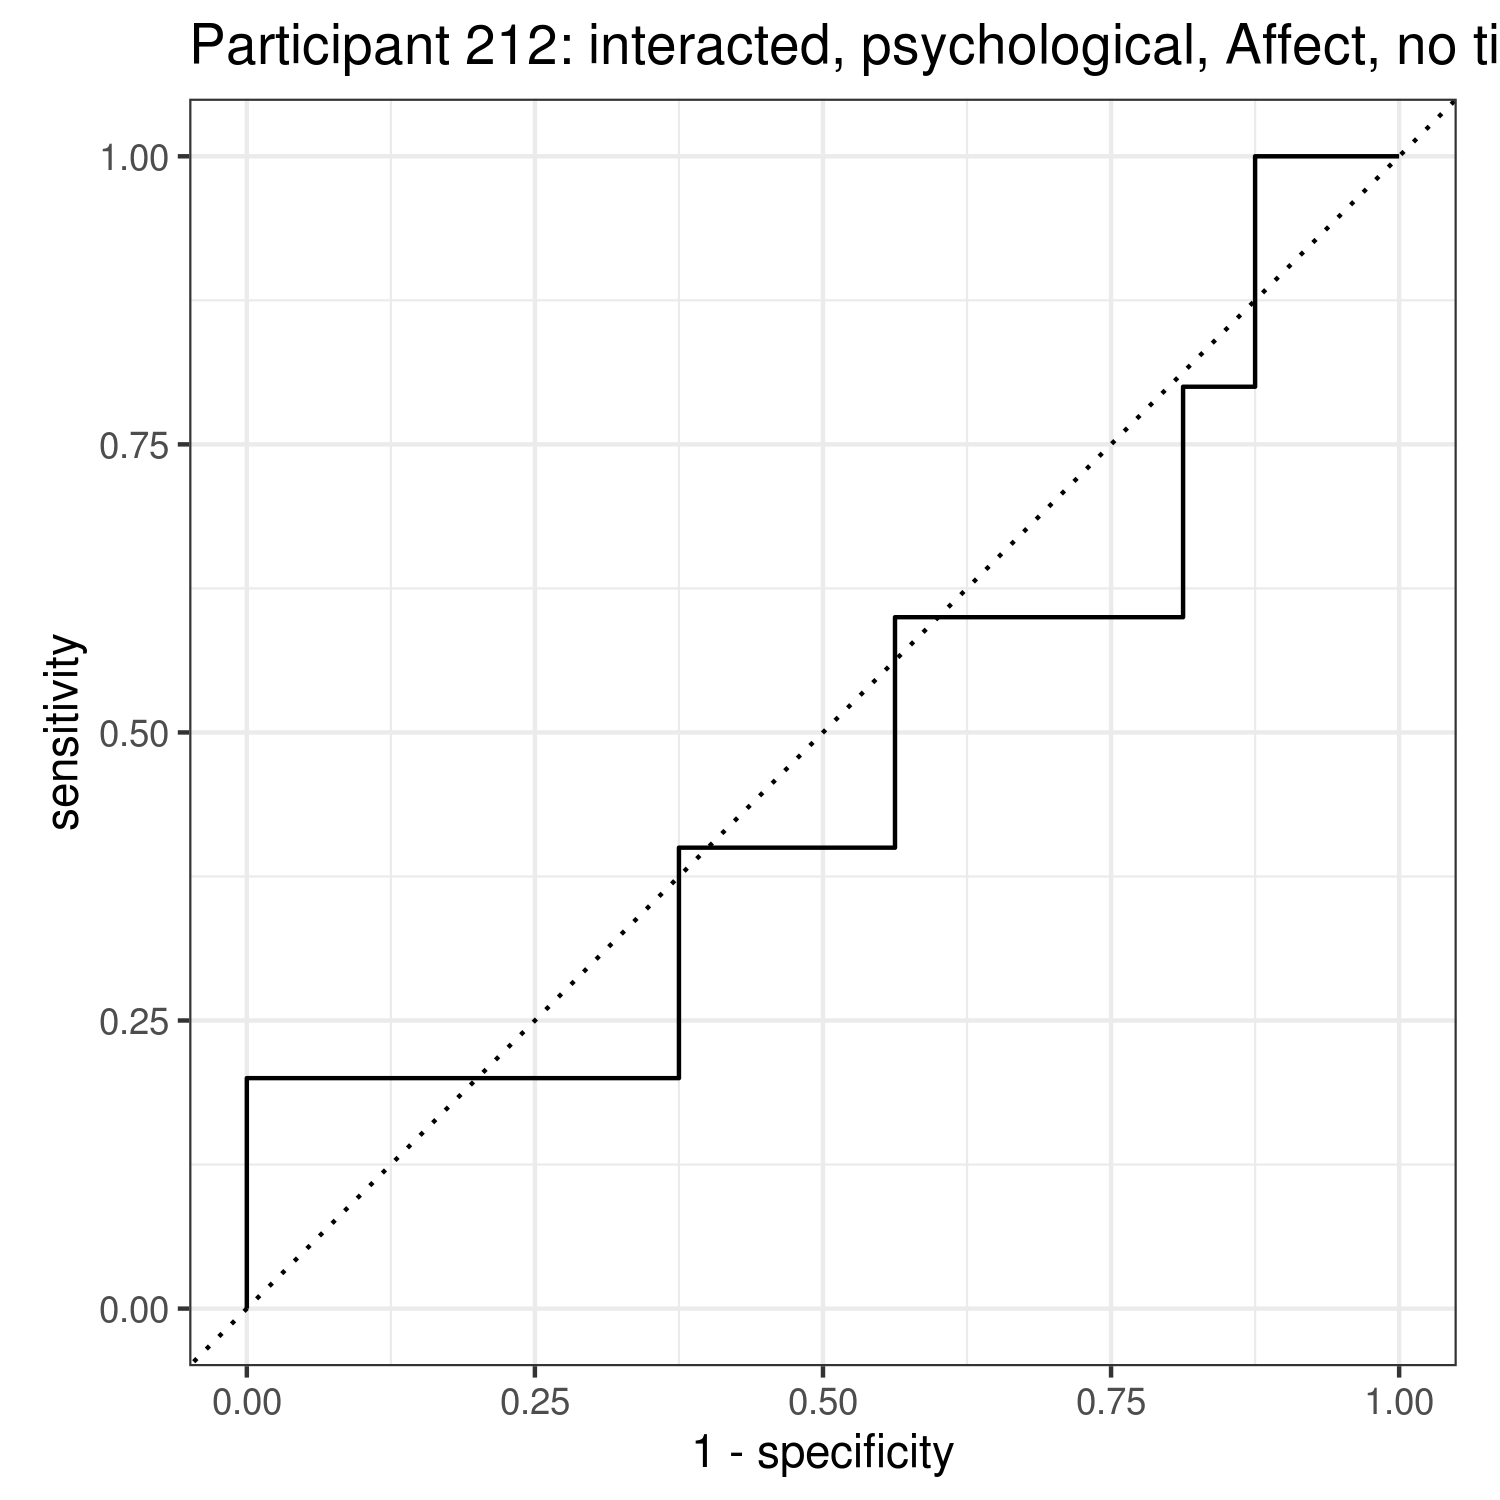 Participant 212: interacted, psychological, Affect, no ti
1.00
0.75
0.50
0.25
0.00
sensitivity
0.00 0.25 0.50 0.75 1.00
1 - specificity